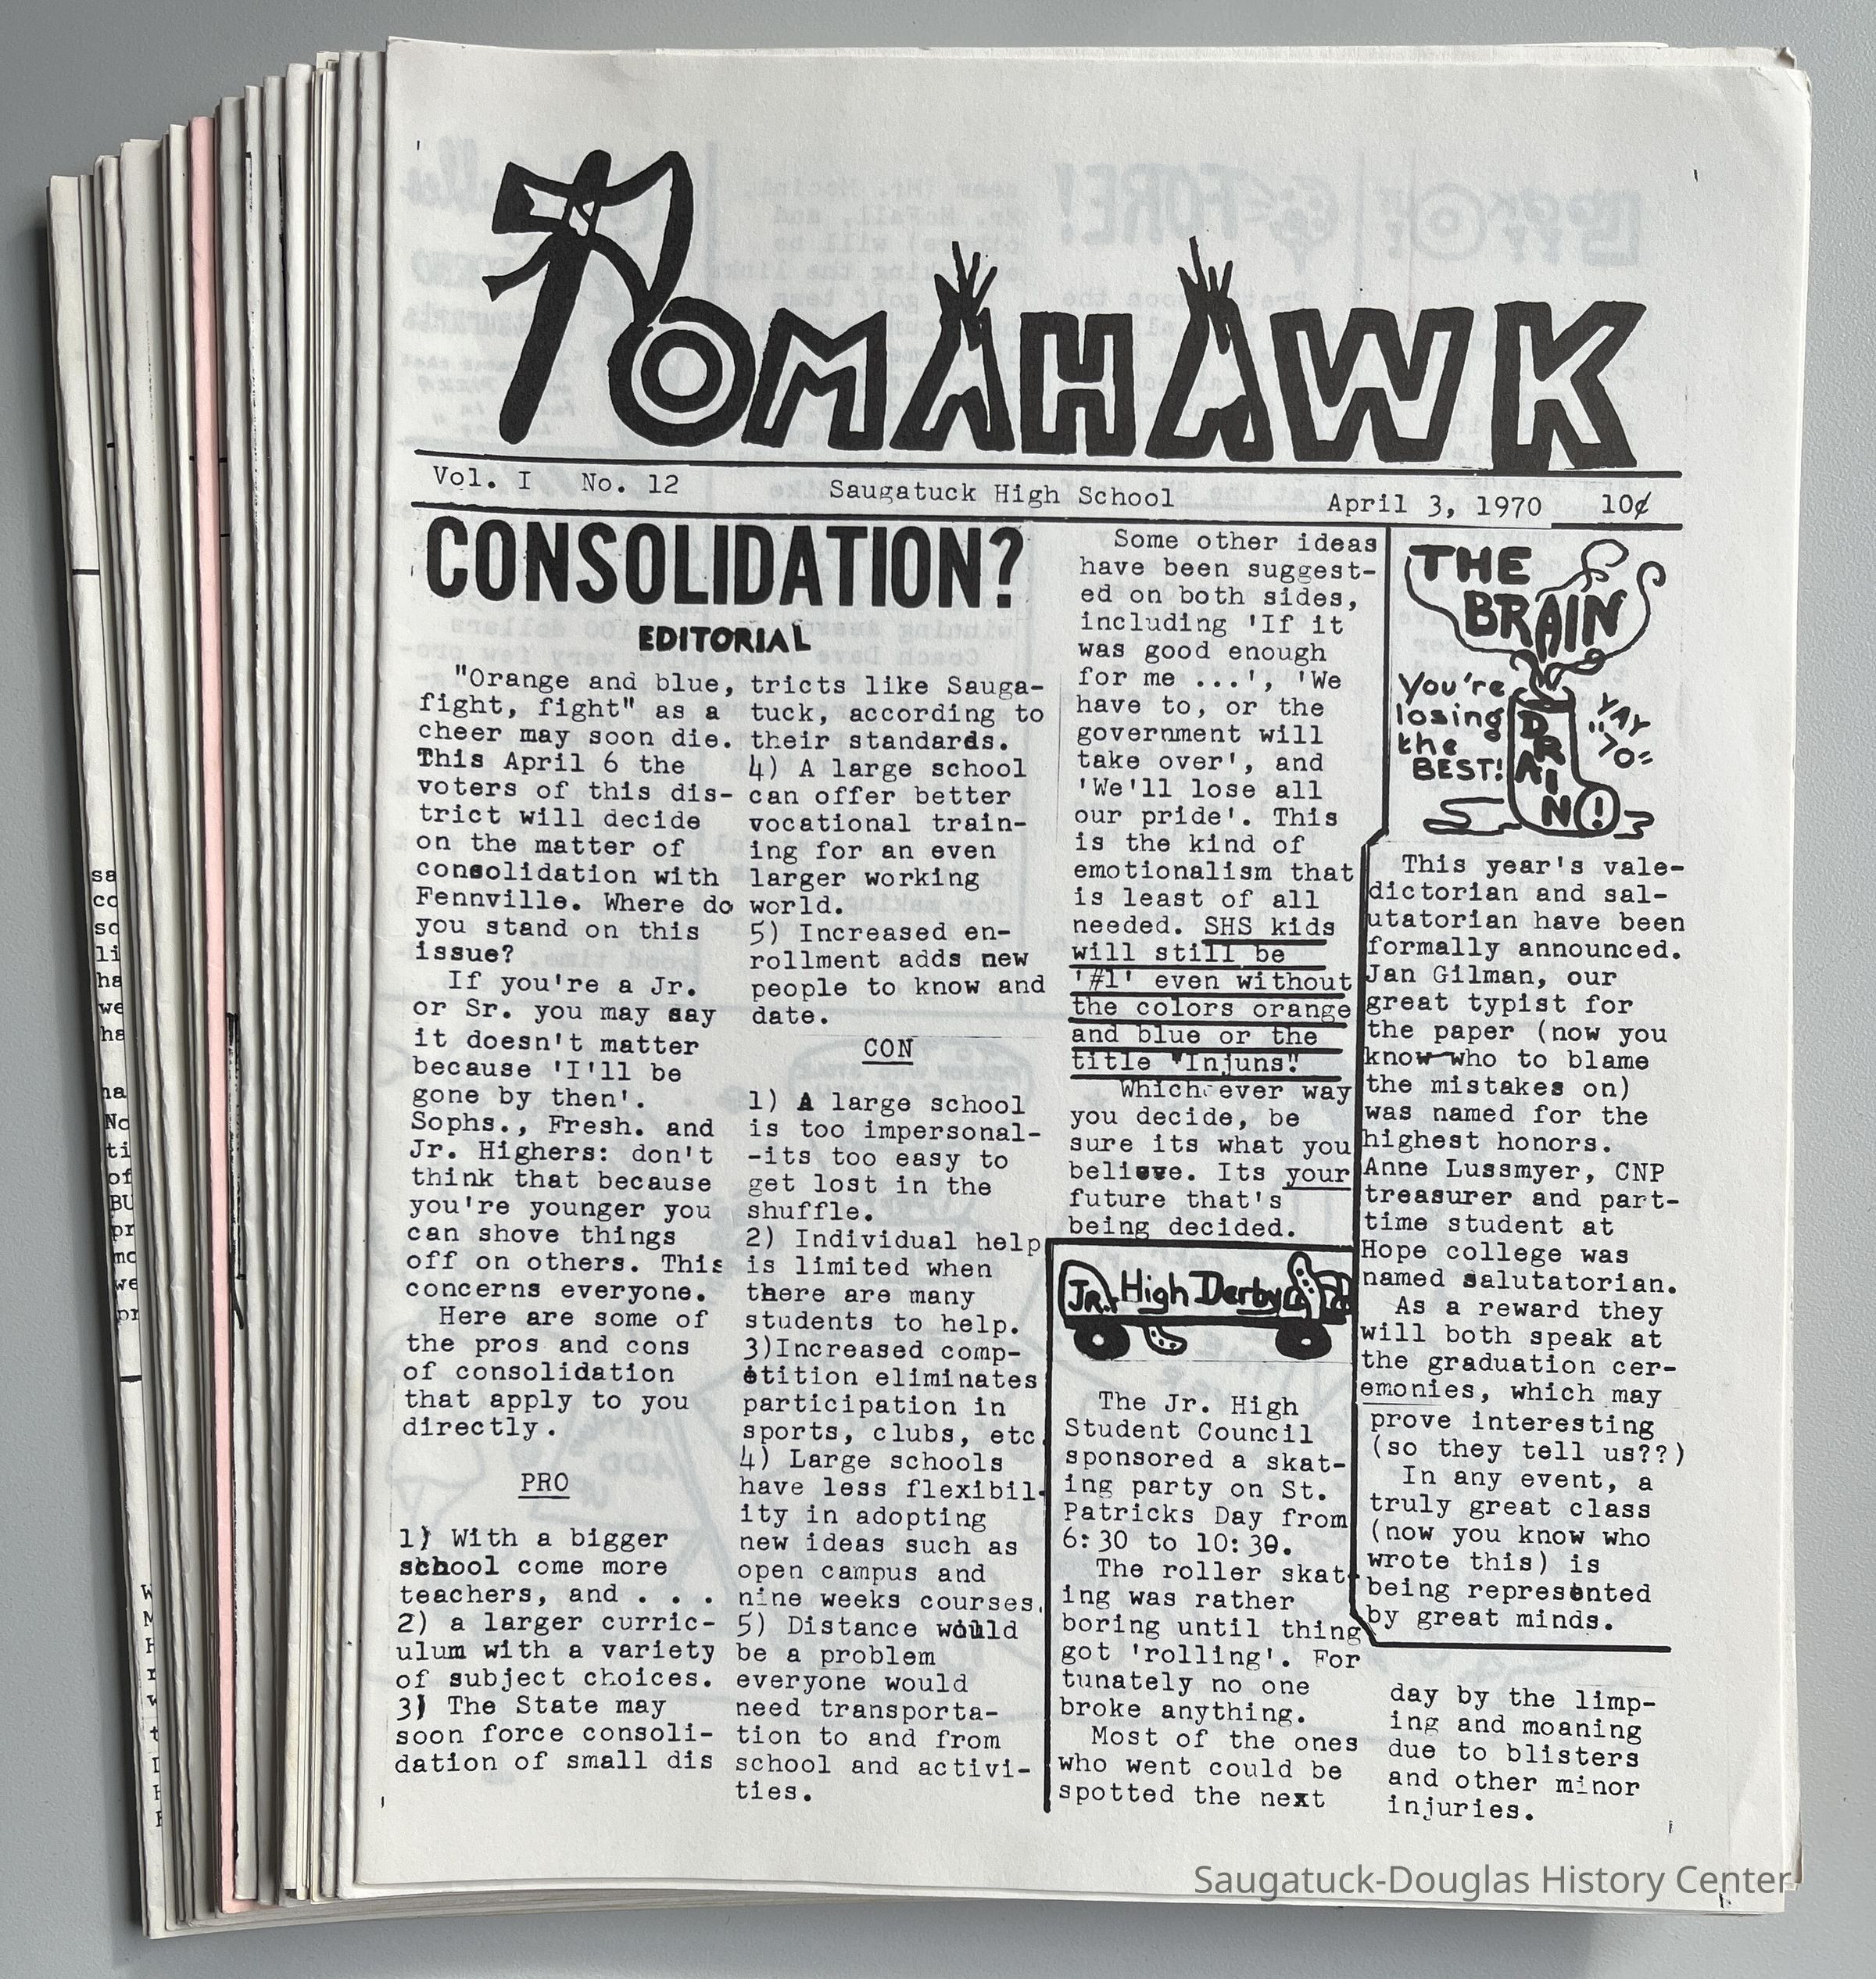 TOMAHAWK
Vol. I No. 12 Saugatuck High School April 3, 1970 10¢
CONSOLIDATION?
EDITORIAL
"Orange and blue,
fight, fight" as a
cheer may soon die.
This April 6 the
voters of this dis-
trict will decide
on the matter of
consolidation with
Fennville. Where do
you stand on this
issue?
If you're a Jr.
or Sr. you may say
it doesn't matter
because 'I'll be
gone by then'.
Sophs., Fresh. and
Jr. Highers: don't
think that because
you're younger you
can shove things
off on others. This
concerns everyone.
Here are some of
the pros and cons
of consolidation
that apply to you
directly.
PRO
1) With a bigger
school come more
teachers, and . . .
2) a larger curric-
ulum with a variety
of subject choices.
3) The State may
soon force consoli-
dation of small dis
tricts like Sauga-
tuck, according to
their standards.
4) A large school
can offer better
vocational train-
ing for an even
larger working
world.
5) Increased en-
rollment adds new
people to know and
date.
CON
1) A large school
is too impersonal-
-its too easy to
get lost in the
shuffle.
2) Individual help
is limited when
there are many
students to help.
3)Increased comp-
etition eliminates
participation in
sports, clubs, etc.
4) Large schools
have less flexibil-
ity in adopting
new ideas such as
open campus and
nine weeks courses.
5) Distance would
be a problem
everyone would
need transporta-
tion to and from
school and activi-
ties.
Some other ideas
have been suggest-
ed on both sides,
including 'If it
was good enough
for me ...', 'We
have to, or the
government will
take over', and
'We'll lose all
our pride'. This
is the kind of
emotionalism that
is least of all
needed. SHS kids
will still be
'#1' even without
the colors orange
and blue or the
title "Injuns".
Which ever way
you decide, be
sure its what you
believe. Its your
future that's
being decided.
Jr. High Derby
The Jr. High
Student Council
sponsored a skat-
ing party on St.
Patricks Day from
6:30 to 10:30.
The roller skat-
ing was rather
boring until thing
got 'rolling'. For
tunately no one
broke anything.
Most of the ones
who went could be
spotted the next
day by the limp-
ing and moaning
due to blisters
and other minor
injuries.
THE
BRAIN
DRAIN!
You're
losing
the
BEST!
YAY
"70"
This year's vale-
dictorian and sal-
utatorian have been
formally announced.
Jan Gilman, our
great typist for
the paper (now you
know who to blame
the mistakes on)
was named for the
highest honors.
Anne Lussmyer, CNP
treasurer and part-
time student at
Hope college was
named salutatorian.
As a reward they
will both speak at
the graduation cer-
emonies, which may
prove interesting
(so they tell us??)
In any event, a
truly great class
(now you know who
wrote this) is
being represented
by great minds.
Saugatuck-Douglas History Center